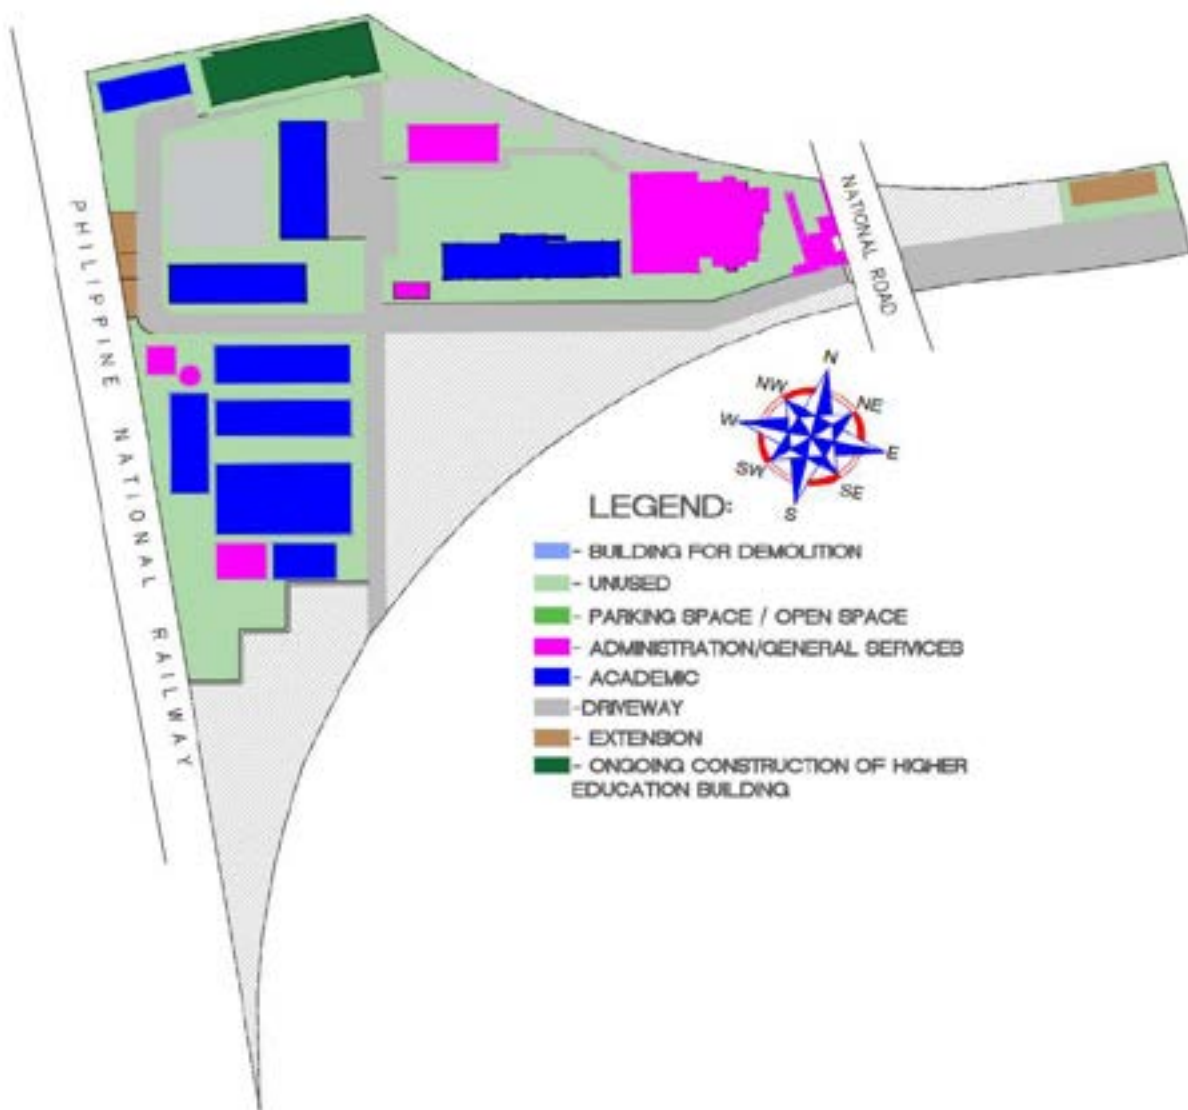 PHILIPPINE NATIONAL RAILWAY
NATIONAL ROAD
N
NW
NE
W
E
SW
SE
S
LEGEND:
- BUILDING FOR DEMOLITION
- UNUSED
- PARKING SPACE / OPEN SPACE
- ADMINISTRATION/GENERAL SERVICES
- ACADEMIC
-DRIVEWAY
- EXTENSION
- ONGOING CONSTRUCTION OF HIGHER
EDUCATION BUILDING